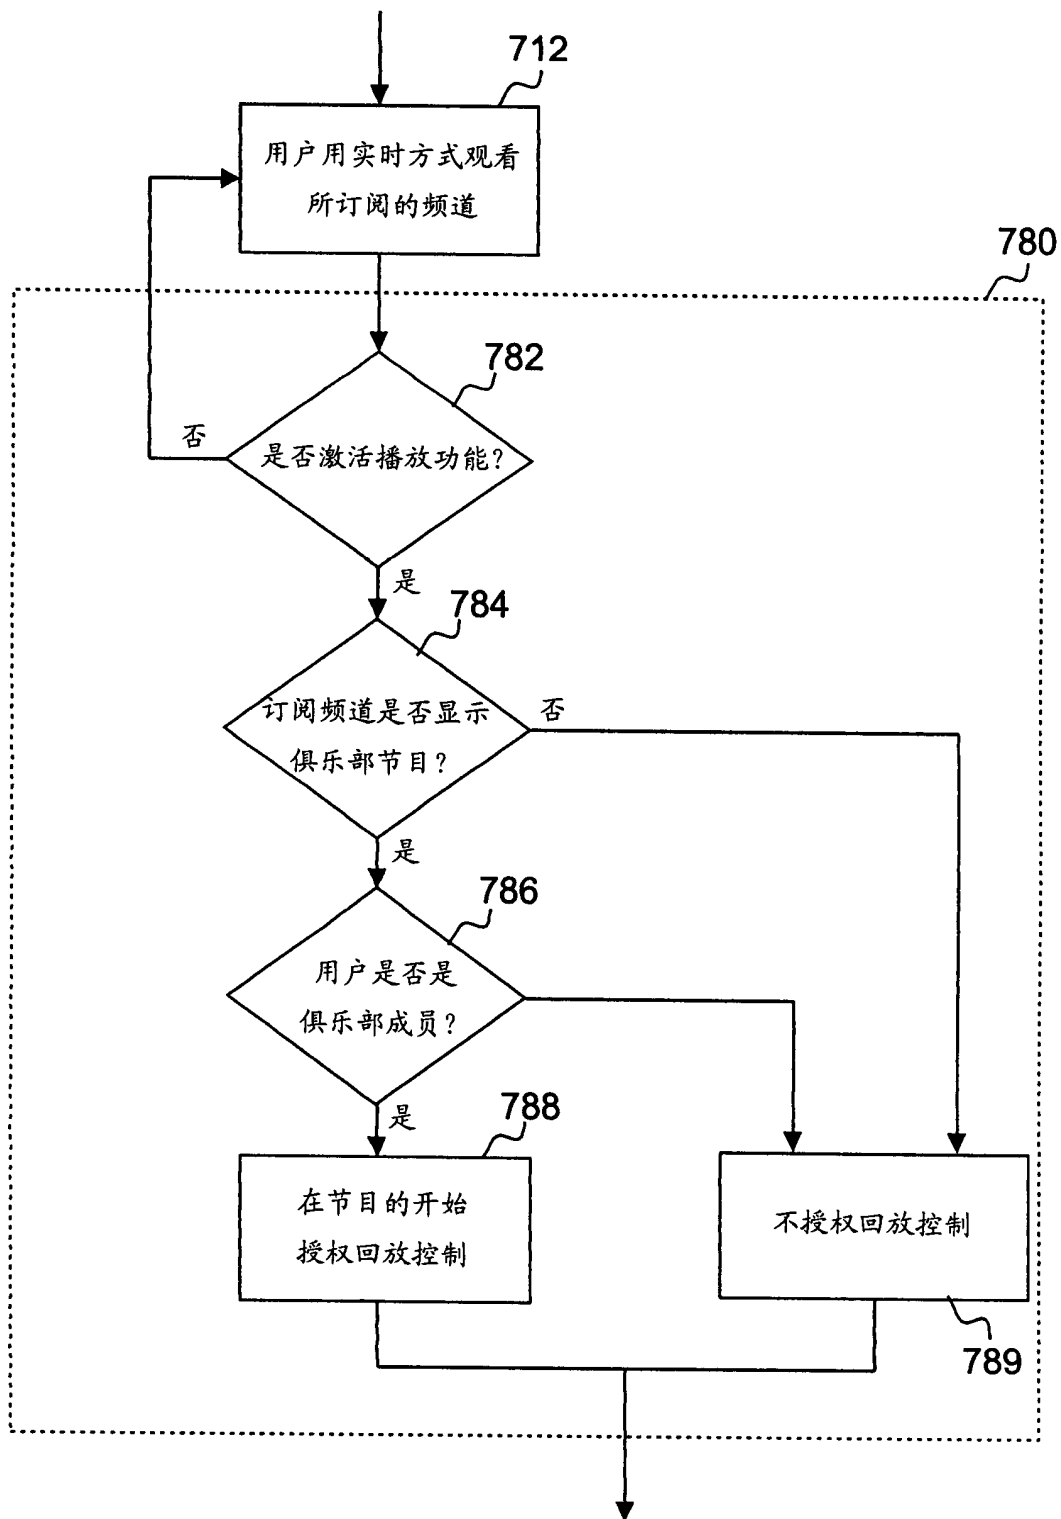 712
用户用实时方式观看
所订阅的频道
780
782
否
是否激活播放功能?
是
784
订阅频道是否显示
俱乐部节目?
否
是
786
用户是否是
俱乐部成员?
是
788
在节目的开始
授权回放控制
不授权回放控制
789